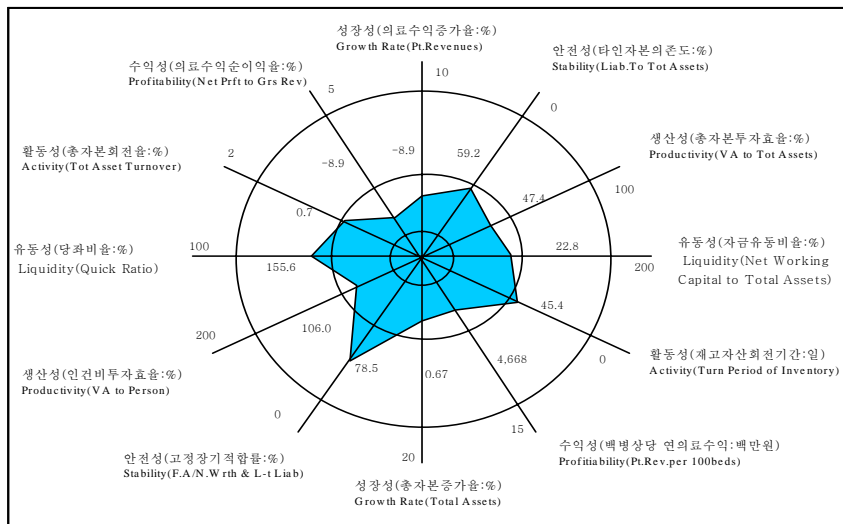 성장성(의료수익증가율:%)
Growth Rate(Pt.Revenues)
10
-8.9
안전성(타인자본의존도:%)
Stability(Liab.To Tot Assets)
0
59.2
생산성(총자본투자효율:%)
Productivity(VA to Tot Assets)
100
47.4
유동성(자금유동비율:%)
Liquidity(Net Working
Capital to Total Assets)
200
22.8
활동성(재고자산회전기간:일)
Activity(Turn Period of Inventory)
0
45.4
수익성(백병상당 연의료수익:백만원)
Profitiability(Pt.Rev.per 100beds)
15
4,668
성장성(총자본증가율:%)
Growth Rate(Total Assets)
20
0.67
안전성(고정장기적합률:%)
Stability(F.A/N.Wrth & L-t Liab)
0
78.5
생산성(인건비투자효율:%)
Productivity(VA to Person)
200
106.0
유동성(당좌비율:%)
Liquidity(Quick Ratio)
100
155.6
활동성(총자본회전율:%)
Activity(Tot Asset Turnover)
2
0.7
수익성(의료수익순이익율:%)
Profitability(Net Prft to Grs Rev)
5
-8.9